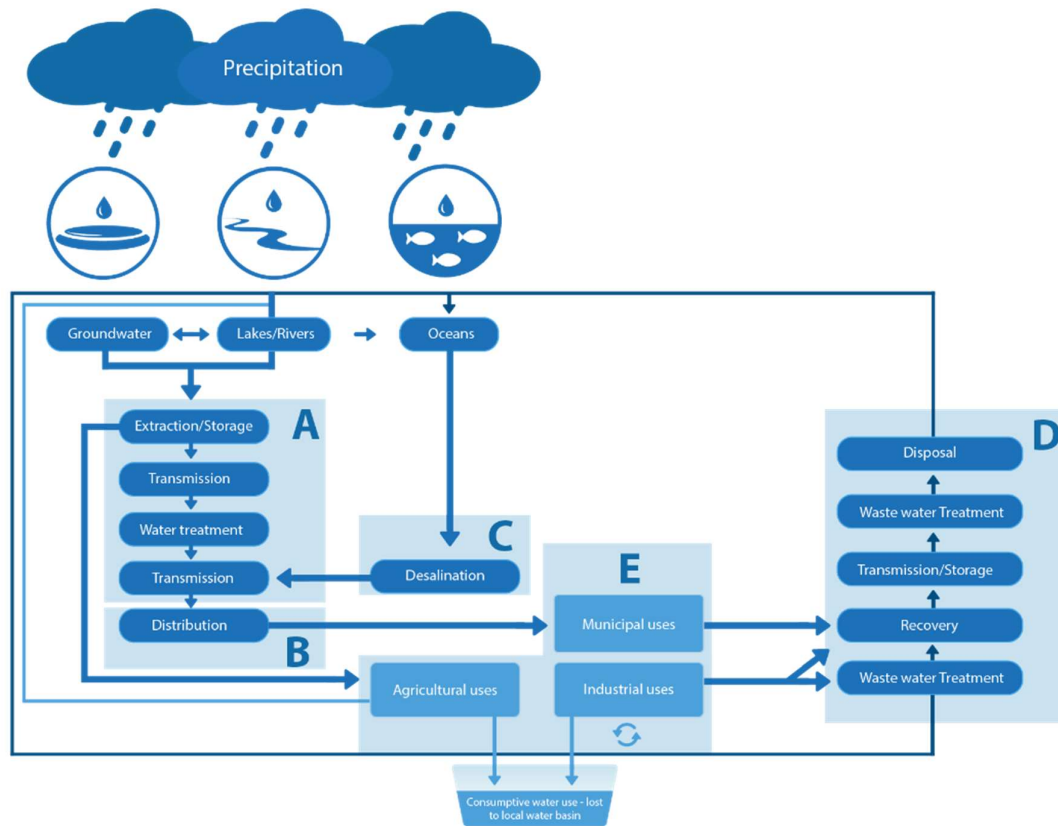 Precipitation
Groundwater
Lakes/Rivers
Oceans
Extraction/Storage
A
Transmission
Water treatment
Transmission
Distribution
B
C
Desalination
E
Municipal uses
Agricultural uses
Industrial uses
D
Disposal
Waste water Treatment
Transmission/Storage
Recovery
Waste water Treatment
Consumptive water use - lost
to local water basin